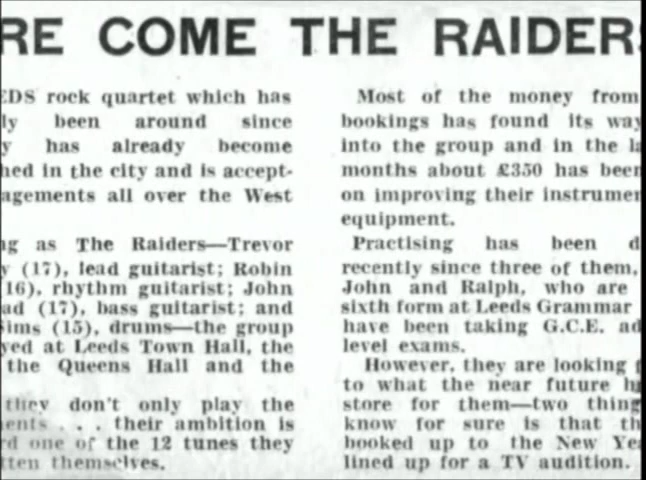 RE COME THE RAIDERS
EDS rock quartet which has
ly been around since
y has already become
hed in the city and is accept-
agements all over the West
ng as The Raiders—Trevor
y (17), lead guitarist; Robin
16), rhythm guitarist; John
ad (17), bass guitarist; and
ims (15), drums—the group
yed at Leeds Town Hall, the
the Queens Hall and the
they don't only play the
ents . . . their ambition is
rd one of the 12 tunes they
tten themselves.
Most of the money from
bookings has found its way
into the group and in the la
months about £350 has been
on improving their instrumen
equipment.
Practising has been d
recently since three of them,
John and Ralph, who are
sixth form at Leeds Grammar
have been taking G.C.E. ad
level exams.
However, they are looking f
to what the near future h
store for them—two thing
know for sure is that th
booked up to the New Ye
lined up for a TV audition.